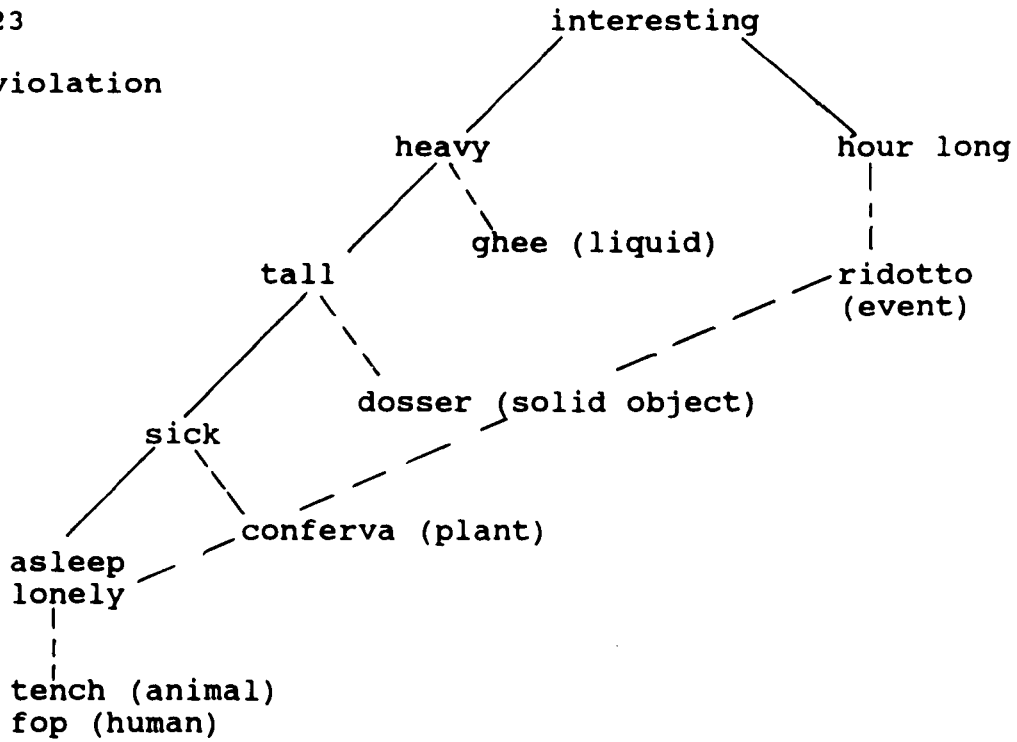 23
interesting
violation
heavy
hour long
ghee (liquid)
tall
ridotto
(event)
dosser (solid object)
sick
conferva (plant)
asleep
lonely
tench (animal)
fop (human)